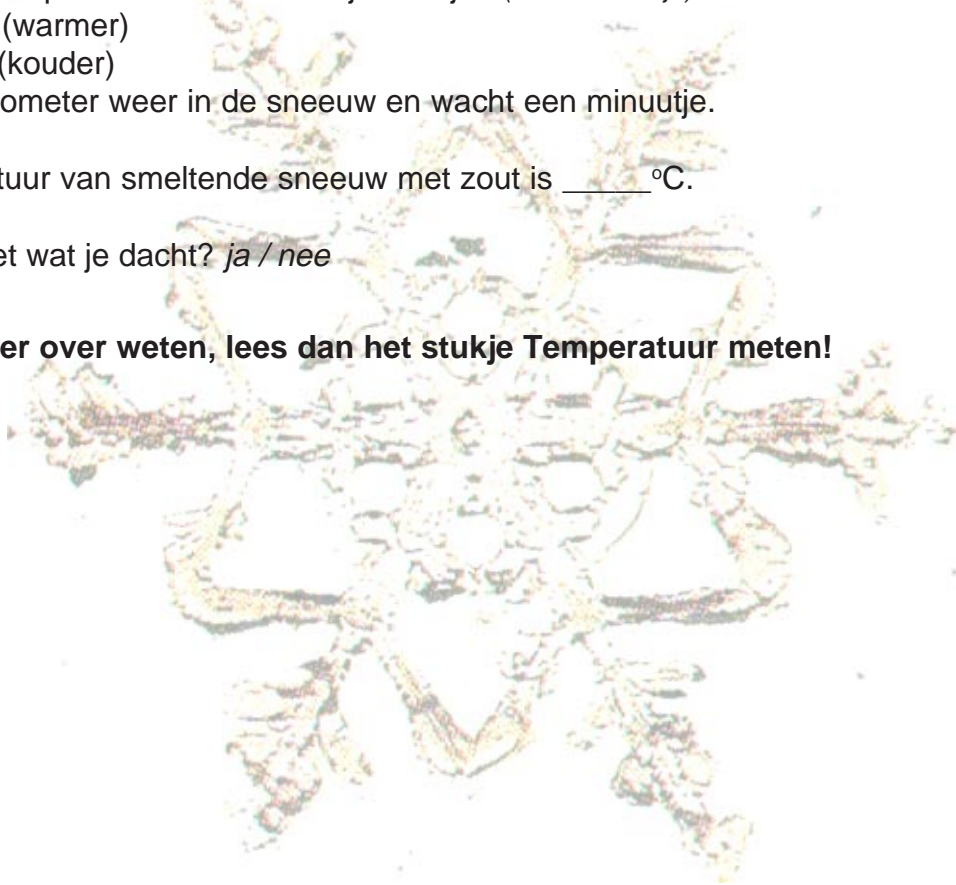 (warmer)
(kouder)
ometer weer in de sneeuw en wacht een minuutje.
tuur van smeltende sneeuw met zout is _____°C.
et wat je dacht? ja / nee
er over weten, lees dan het stukje Temperatuur meten!